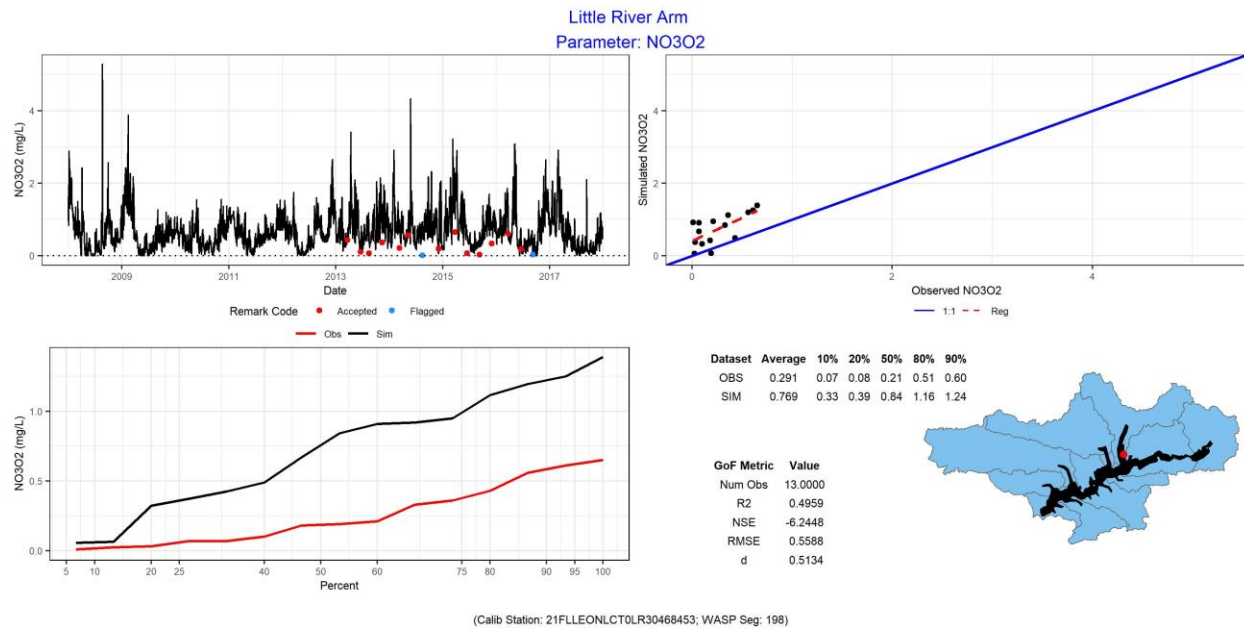 Little River Arm
Parameter: NO3O2
NO3O2 (mg/L)
4
2
0
2009 2011 2013 2015 2017
Date
Remark Code Accepted Flagged
Simulated NO3O2
4
2
0
0 2 4
Observed NO3O2
1:1 Reg
Obs Sim
NO3O2 (mg/L)
1.0
0.5
0.0
5 10 20 25 40 60 75 80 90 95 100
Percent
Dataset Average 10% 20% 50% 80% 90%
OBS 0.291 0.07 0.08 0.21 0.51 0.60
SIM 0.769 0.33 0.39 0.84 1.16 1.24
GoF Metric Value
Num Obs 13.0000
R2 0.4959
NSE -6.2448
RMSE 0.5588
d 0.5134
(Calib Station: 21FLLEONLCT0LR30468453; WASP Seg: 198)